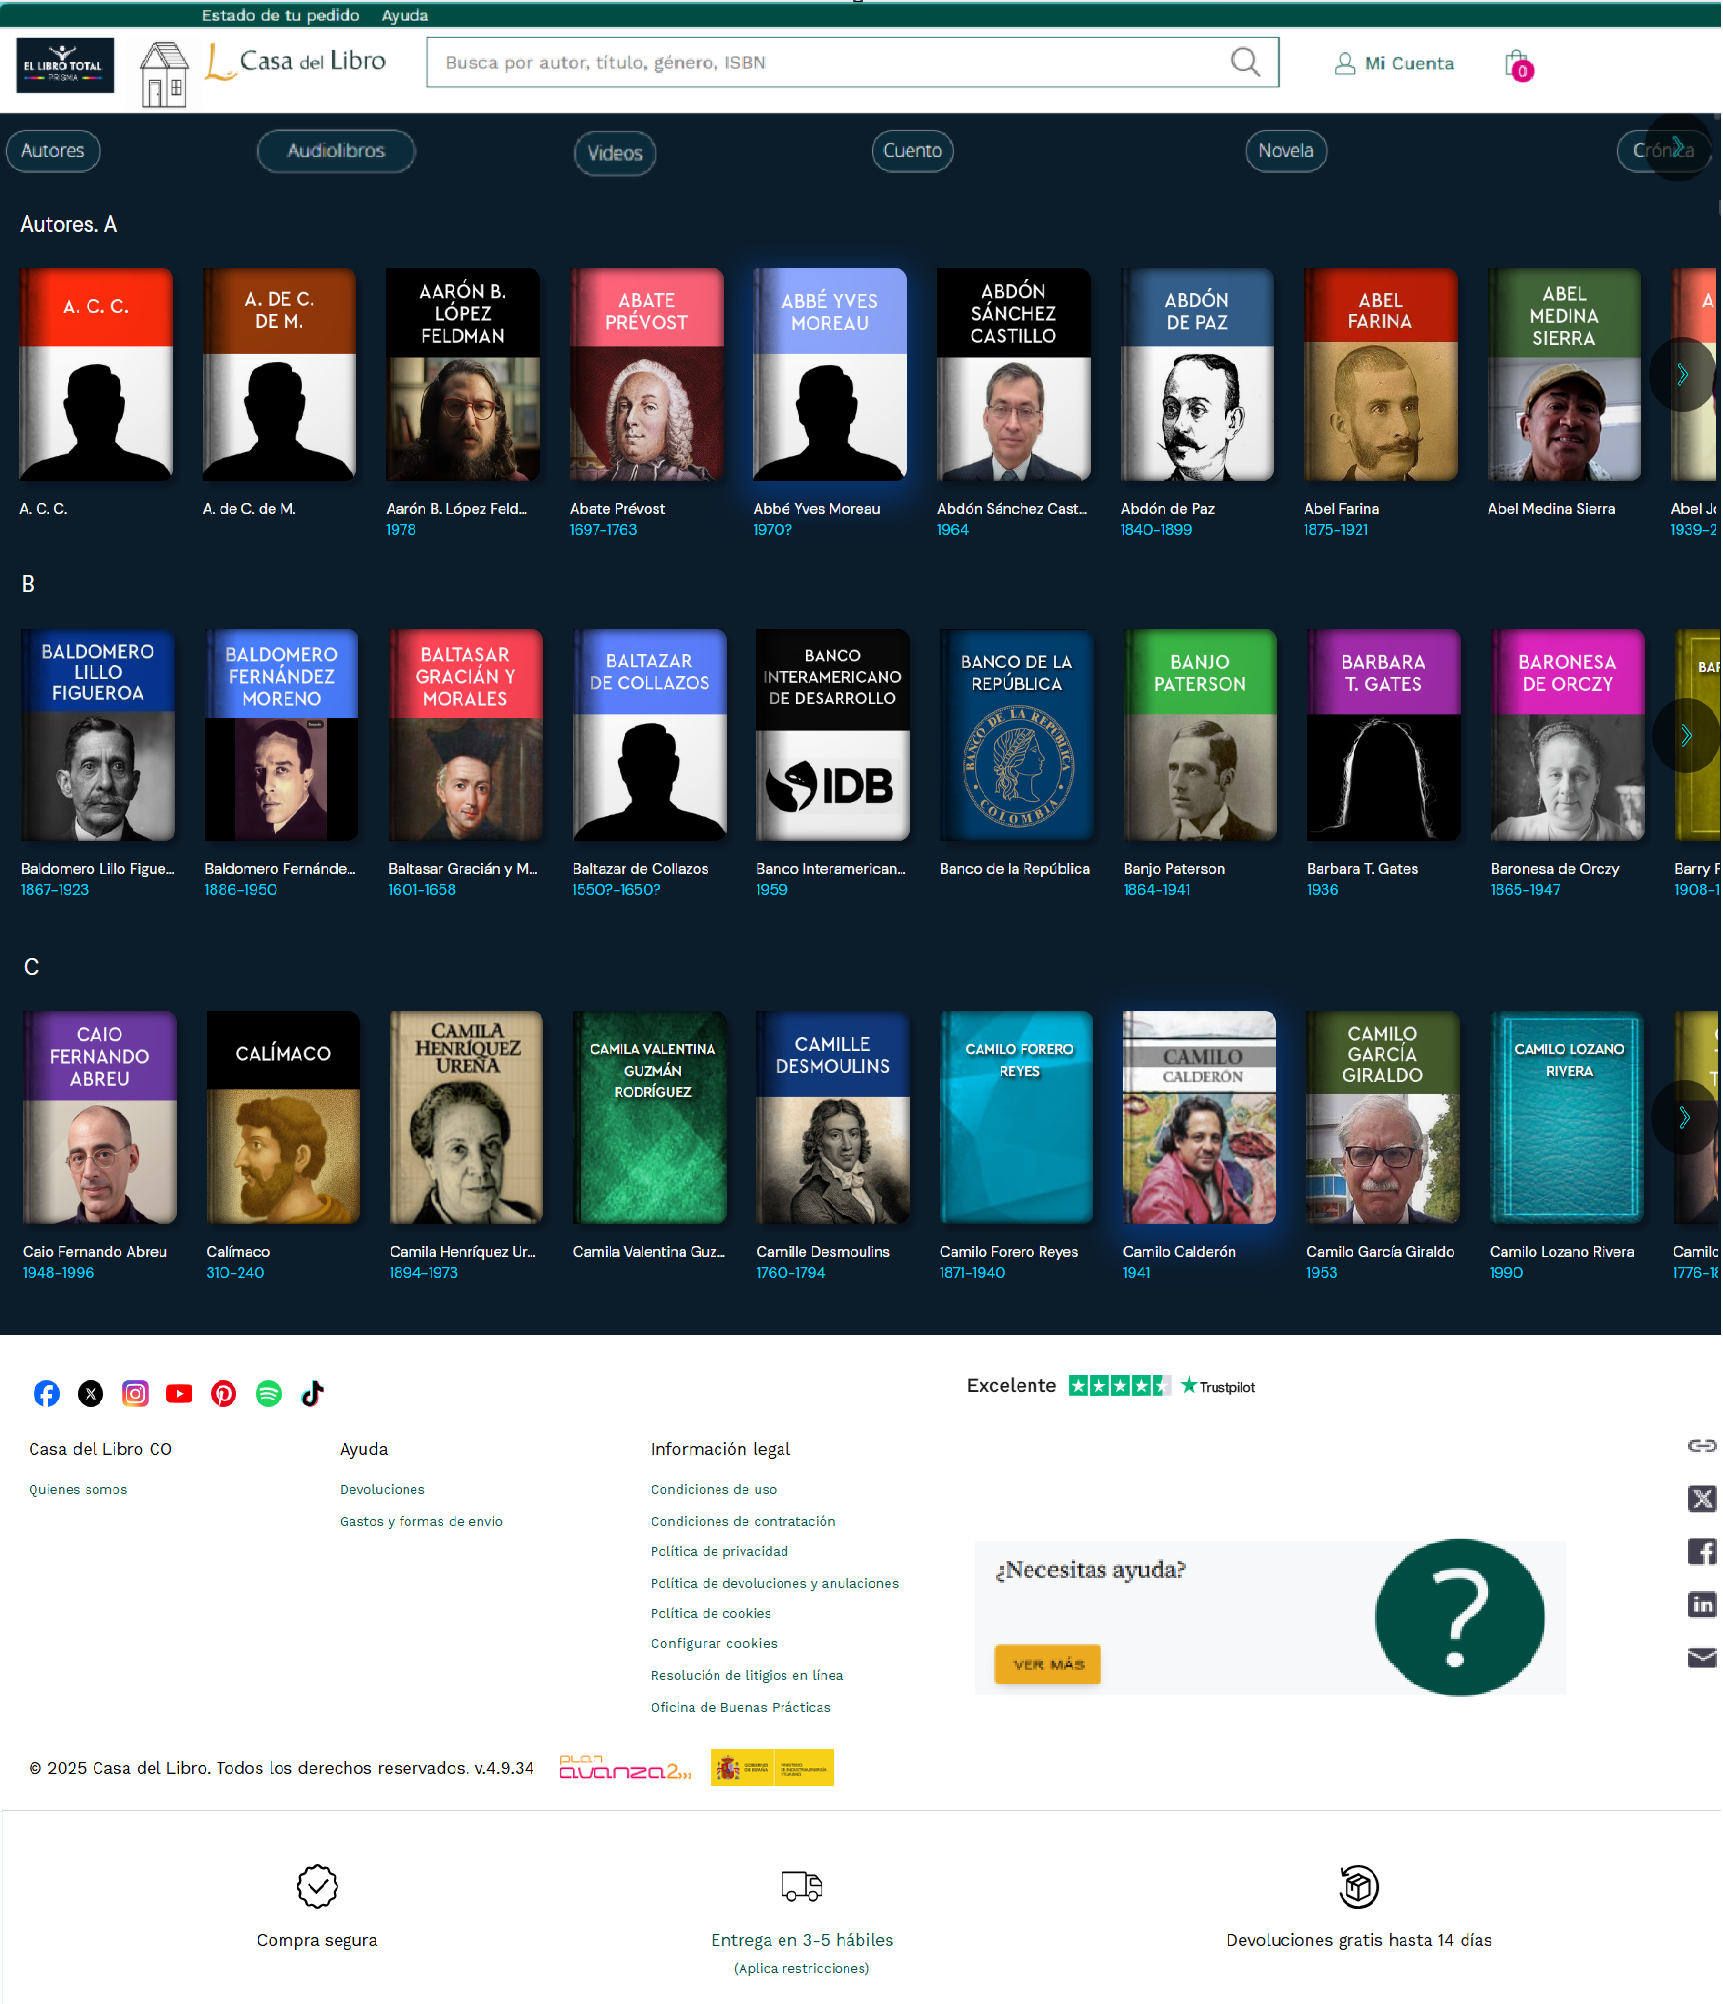 Estado de tu pedido Ayuda
EL LIBRO TOTAL
PRISMA
Casa del Libro
Busca por autor, título, género, ISBN
Mi Cuenta
0
Autores Audiolibros Videos Cuento Novela Crónica
Autores. A
A. C. C.
A. DE C.
DE M.
AARÓN B.
LÓPEZ
FELDMAN
ABATE
PRÉVOST
ABBÉ YVES
MOREAU
ABDÓN
SÁNCHEZ
CASTILLO
ABDÓN
DE PAZ
ABEL
FARINA
ABEL
MEDINA
SIERRA
A
A. C. C.
A. de C. de M.
Aarón B. López Feld...
1978
Abate Prévost
1697-1763
Abbé Yves Moreau
1970?
Abdón Sánchez Cast...
1964
Abdón de Paz
1840-1899
Abel Farina
1875-1921
Abel Medina Sierra
Abel Jo
1939-2
B
BALDOMERO
LILLO
FIGUEROA
BALDOMERO
FERNÁNDEZ
MORENO
BALTASAR
GRACIÁN Y
MORALES
BALTAZAR
DE COLLAZOS
BANCO
INTERAMERICANO
DE DESARROLLO
IDB
BANCO DE LA
REPÚBLICA
BANCO DE LA REPÚBLICA
COLOMBIA
BANJO
PATERSON
BARBARA
T. GATES
BARONESA
DE ORCZY
BAR
Baldomero Lillo Figue...
1867-1923
Baldomero Fernánde...
1886-1950
Baltasar Gracián y M...
1601-1658
Baltazar de Collazos
1550?-1650?
Banco Interamerican...
1959
Banco de la República
Banjo Paterson
1864-1941
Barbara T. Gates
1936
Baronesa de Orczy
1865-1947
Barry F
1908-1
C
CAIO
FERNANDO
ABREU
CALÍMACO
CAMILA
HENRÍQUEZ
UREÑA
CAMILA VALENTINA
GUZMÁN
RODRÍGUEZ
CAMILLE
DESMOULINS
CAMILO FORERO
REYES
CAMILO
CALDERÓN
CAMILO
GARCÍA
GIRALDO
CAMILO LOZANO
RIVERA
Caio Fernando Abreu
1948-1996
Calímaco
310-240
Camila Henríquez Ur...
1894-1973
Camila Valentina Guz...
Camille Desmoulins
1760-1794
Camilo Forero Reyes
1871-1940
Camilo Calderón
1941
Camilo García Giraldo
1953
Camilo Lozano Rivera
1990
Camilo
1776-18
Excelente Trustpilot
Casa del Libro CO
Quienes somos
Ayuda
Devoluciones
Gastos y formas de envio
Información legal
Condiciones de uso
Condiciones de contratación
Política de privacidad
Política de devoluciones y anulaciones
Política de cookies
Configurar cookies
Resolución de litigios en línea
Oficina de Buenas Prácticas
¿Necesitas ayuda?
VER MÁS
© 2025 Casa del Libro. Todos los derechos reservados. v.4.9.34
plan
avanza2
GOBIERNO
DE ESPAÑA
Compra segura
Entrega en 3-5 hábiles
(Aplica restricciones)
Devoluciones gratis hasta 14 días